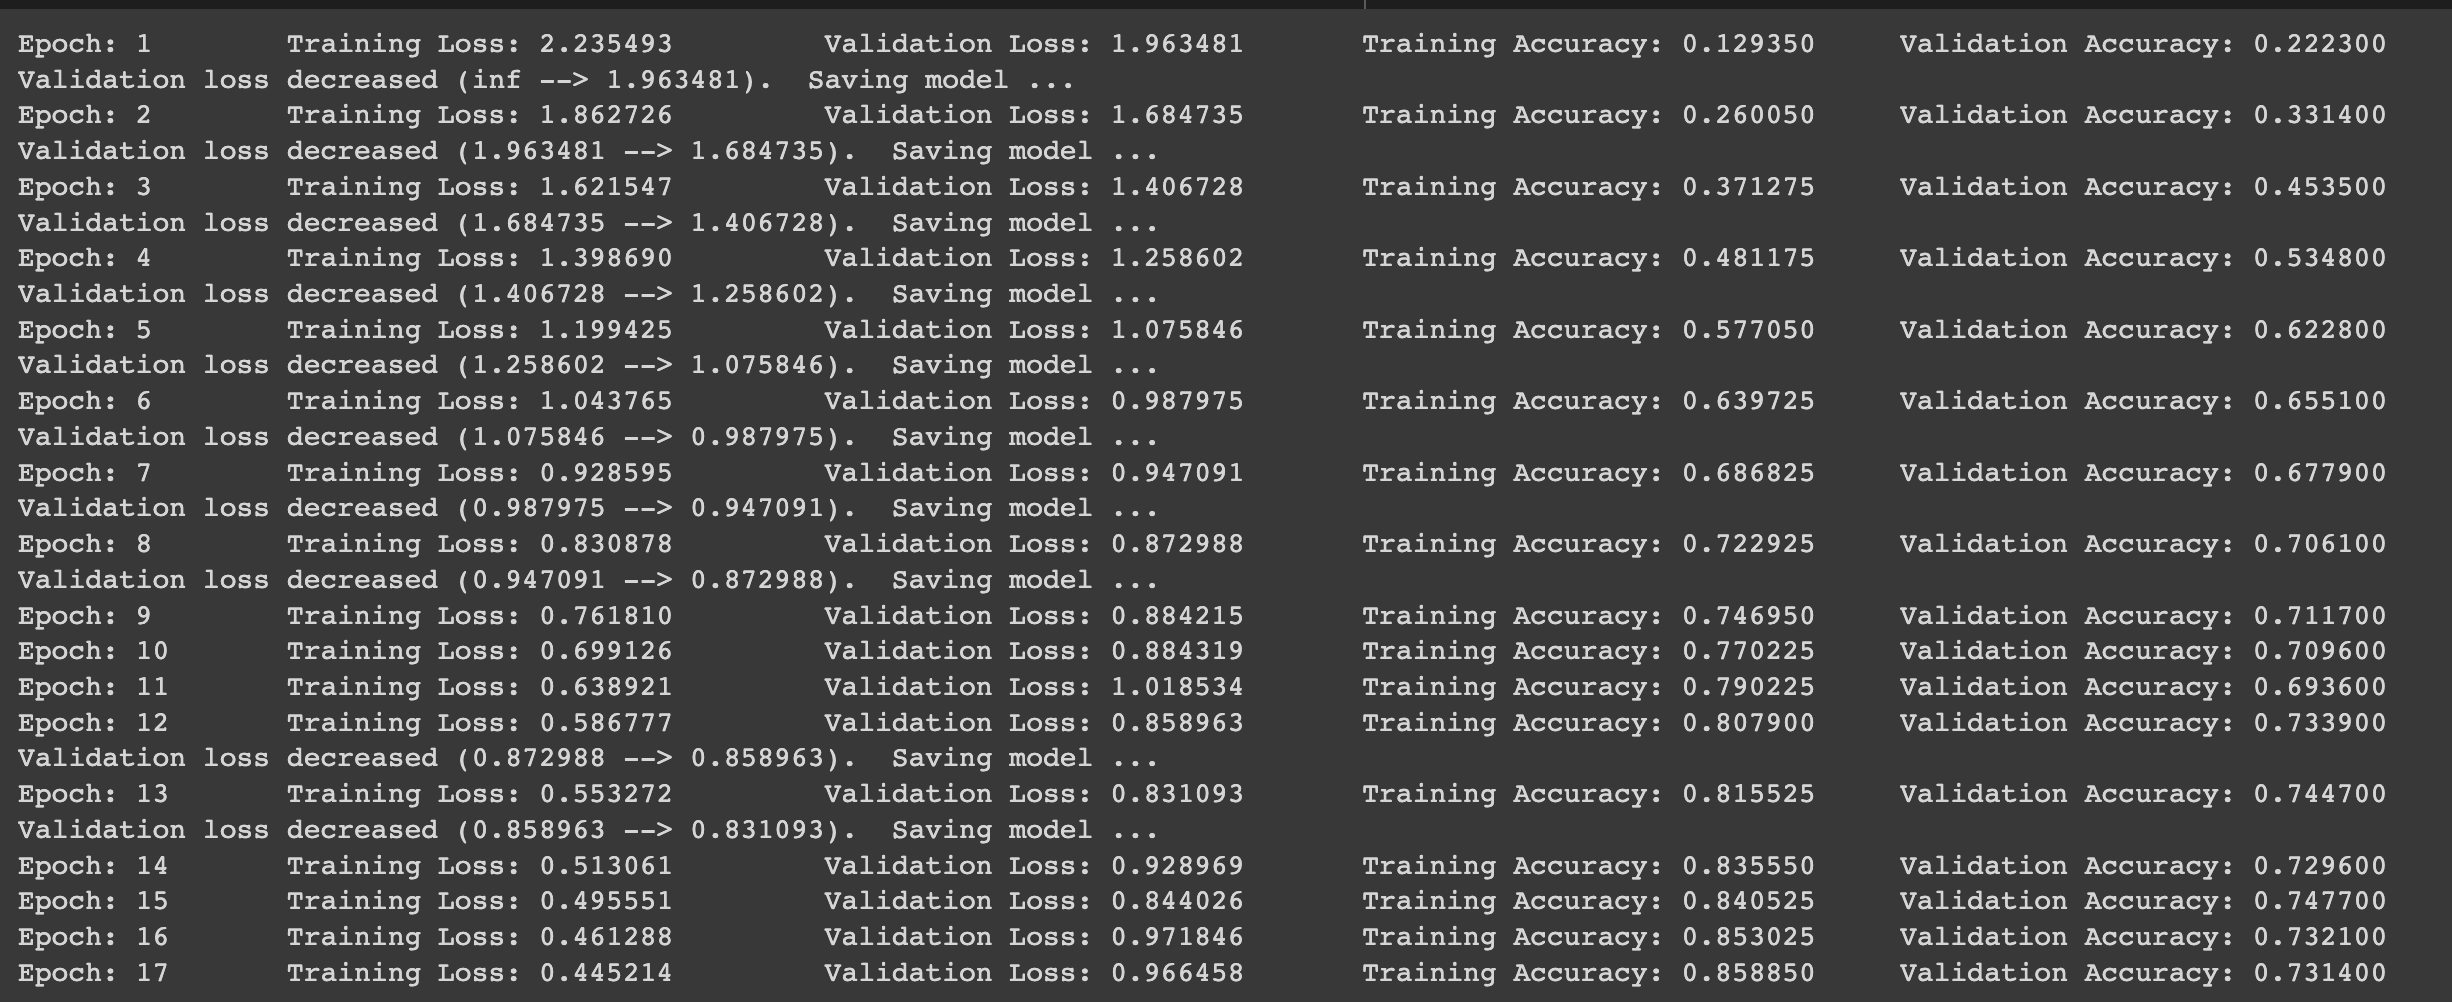 Epoch: 1 Training Loss: 2.235493 Validation Loss: 1.963481 Training Accuracy: 0.129350 Validation Accuracy: 0.222300
Validation loss decreased (inf --> 1.963481). Saving model ...
Epoch: 2 Training Loss: 1.862726 Validation Loss: 1.684735 Training Accuracy: 0.260050 Validation Accuracy: 0.331400
Validation loss decreased (1.963481 --> 1.684735). Saving model ...
Epoch: 3 Training Loss: 1.621547 Validation Loss: 1.406728 Training Accuracy: 0.371275 Validation Accuracy: 0.453500
Validation loss decreased (1.684735 --> 1.406728). Saving model ...
Epoch: 4 Training Loss: 1.398690 Validation Loss: 1.258602 Training Accuracy: 0.481175 Validation Accuracy: 0.534800
Validation loss decreased (1.406728 --> 1.258602). Saving model ...
Epoch: 5 Training Loss: 1.199425 Validation Loss: 1.075846 Training Accuracy: 0.577050 Validation Accuracy: 0.622800
Validation loss decreased (1.258602 --> 1.075846). Saving model ...
Epoch: 6 Training Loss: 1.043765 Validation Loss: 0.987975 Training Accuracy: 0.639725 Validation Accuracy: 0.655100
Validation loss decreased (1.075846 --> 0.987975). Saving model ...
Epoch: 7 Training Loss: 0.928595 Validation Loss: 0.947091 Training Accuracy: 0.686825 Validation Accuracy: 0.677900
Validation loss decreased (0.987975 --> 0.947091). Saving model ...
Epoch: 8 Training Loss: 0.830878 Validation Loss: 0.872988 Training Accuracy: 0.722925 Validation Accuracy: 0.706100
Validation loss decreased (0.947091 --> 0.872988). Saving model ...
Epoch: 9 Training Loss: 0.761810 Validation Loss: 0.884215 Training Accuracy: 0.746950 Validation Accuracy: 0.711700
Epoch: 10 Training Loss: 0.699126 Validation Loss: 0.884319 Training Accuracy: 0.770225 Validation Accuracy: 0.709600
Epoch: 11 Training Loss: 0.638921 Validation Loss: 1.018534 Training Accuracy: 0.790225 Validation Accuracy: 0.693600
Epoch: 12 Training Loss: 0.586777 Validation Loss: 0.858963 Training Accuracy: 0.807900 Validation Accuracy: 0.733900
Validation loss decreased (0.872988 --> 0.858963). Saving model ...
Epoch: 13 Training Loss: 0.553272 Validation Loss: 0.831093 Training Accuracy: 0.815525 Validation Accuracy: 0.744700
Validation loss decreased (0.858963 --> 0.831093). Saving model ...
Epoch: 14 Training Loss: 0.513061 Validation Loss: 0.928969 Training Accuracy: 0.835550 Validation Accuracy: 0.729600
Epoch: 15 Training Loss: 0.495551 Validation Loss: 0.844026 Training Accuracy: 0.840525 Validation Accuracy: 0.747700
Epoch: 16 Training Loss: 0.461288 Validation Loss: 0.971846 Training Accuracy: 0.853025 Validation Accuracy: 0.732100
Epoch: 17 Training Loss: 0.445214 Validation Loss: 0.966458 Training Accuracy: 0.858850 Validation Accuracy: 0.731400